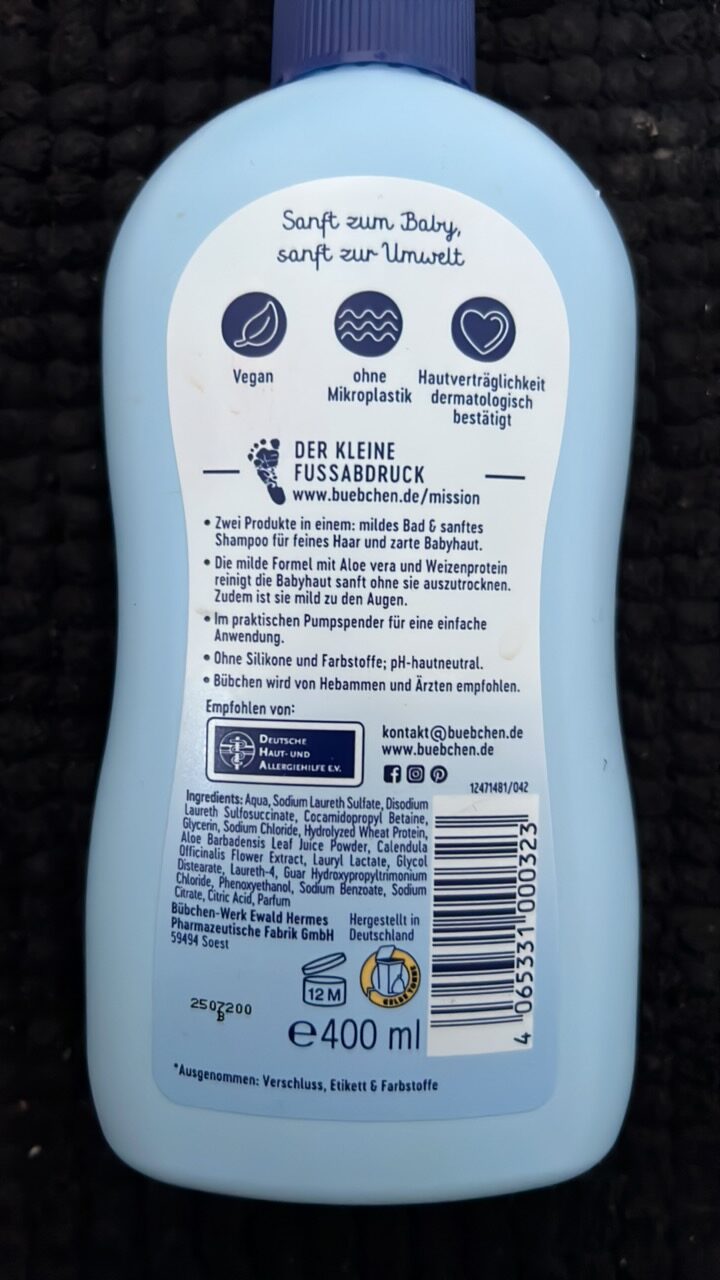 Sanft zum Baby,
sanft zur Umwelt
Vegan
ohne
Mikroplastik
Hautverträglichkeit
dermatologisch
bestätigt
DER KLEINE
FUSSABDRUCK
www.buebchen.de/mission
• Zwei Produkte in einem: mildes Bad & sanftes
Shampoo für feines Haar und zarte Babyhaut.
• Die milde Formel mit Aloe vera und Weizenprotein
reinigt die Babyhaut sanft ohne sie auszutrocknen.
Zudem ist sie mild zu den Augen.
• Im praktischen Pumpspender für eine einfache
Anwendung.
• Ohne Silikone und Farbstoffe; pH-hautneutral.
• Bübchen wird von Hebammen und Ärzten empfohlen.
Empfohlen von:
DEUTSCHE
HAUT- UND
ALLERGIEHILFE E.V.
kontakt@buebchen.de
www.buebchen.de
12471481/042
Ingredients: Aqua, Sodium Laureth Sulfate, Disodium
Laureth Sulfosuccinate, Cocamidopropyl Betaine,
Glycerin, Sodium Chloride, Hydrolyzed Wheat Protein,
Aloe Barbadensis Leaf Juice Powder, Calendula
Officinalis Flower Extract, Lauryl Lactate, Glycol
Distearate, Laureth-4, Guar Hydroxypropyltrimonium
Chloride, Phenoxyethanol, Sodium Benzoate, Sodium
Citrate, Citric Acid, Parfum
Bübchen-Werk Ewald Hermes
Pharmazeutische Fabrik GmbH
59494 Soest
Hergestellt in
Deutschland
4 065331 000323
12 M
GELBE TONNE
2507200
B
e 400 ml
*Ausgenommen: Verschluss, Etikett & Farbstoffe